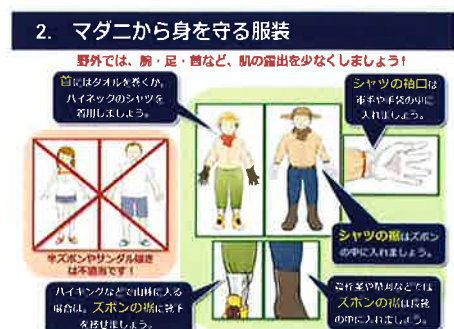 2. マダニから身を守る服装
野外では、腕・足・首など、肌の露出を少なくしましょう!
首にはタオルを巻くか、
ハイネックのシャツを
着用しましょう。
シャツの袖口は
軍手や手袋の中に
入れましょう。
半ズボンやサンダル履き
は不適当です!
シャツの裾はズボン
の中に入れましょう。
ハイキングなどで山林に入る
場合は、ズボンの裾に靴下
を被せましょう。
農作業や草刈などでは
ズボンの裾は長靴
の中に入れましょう。